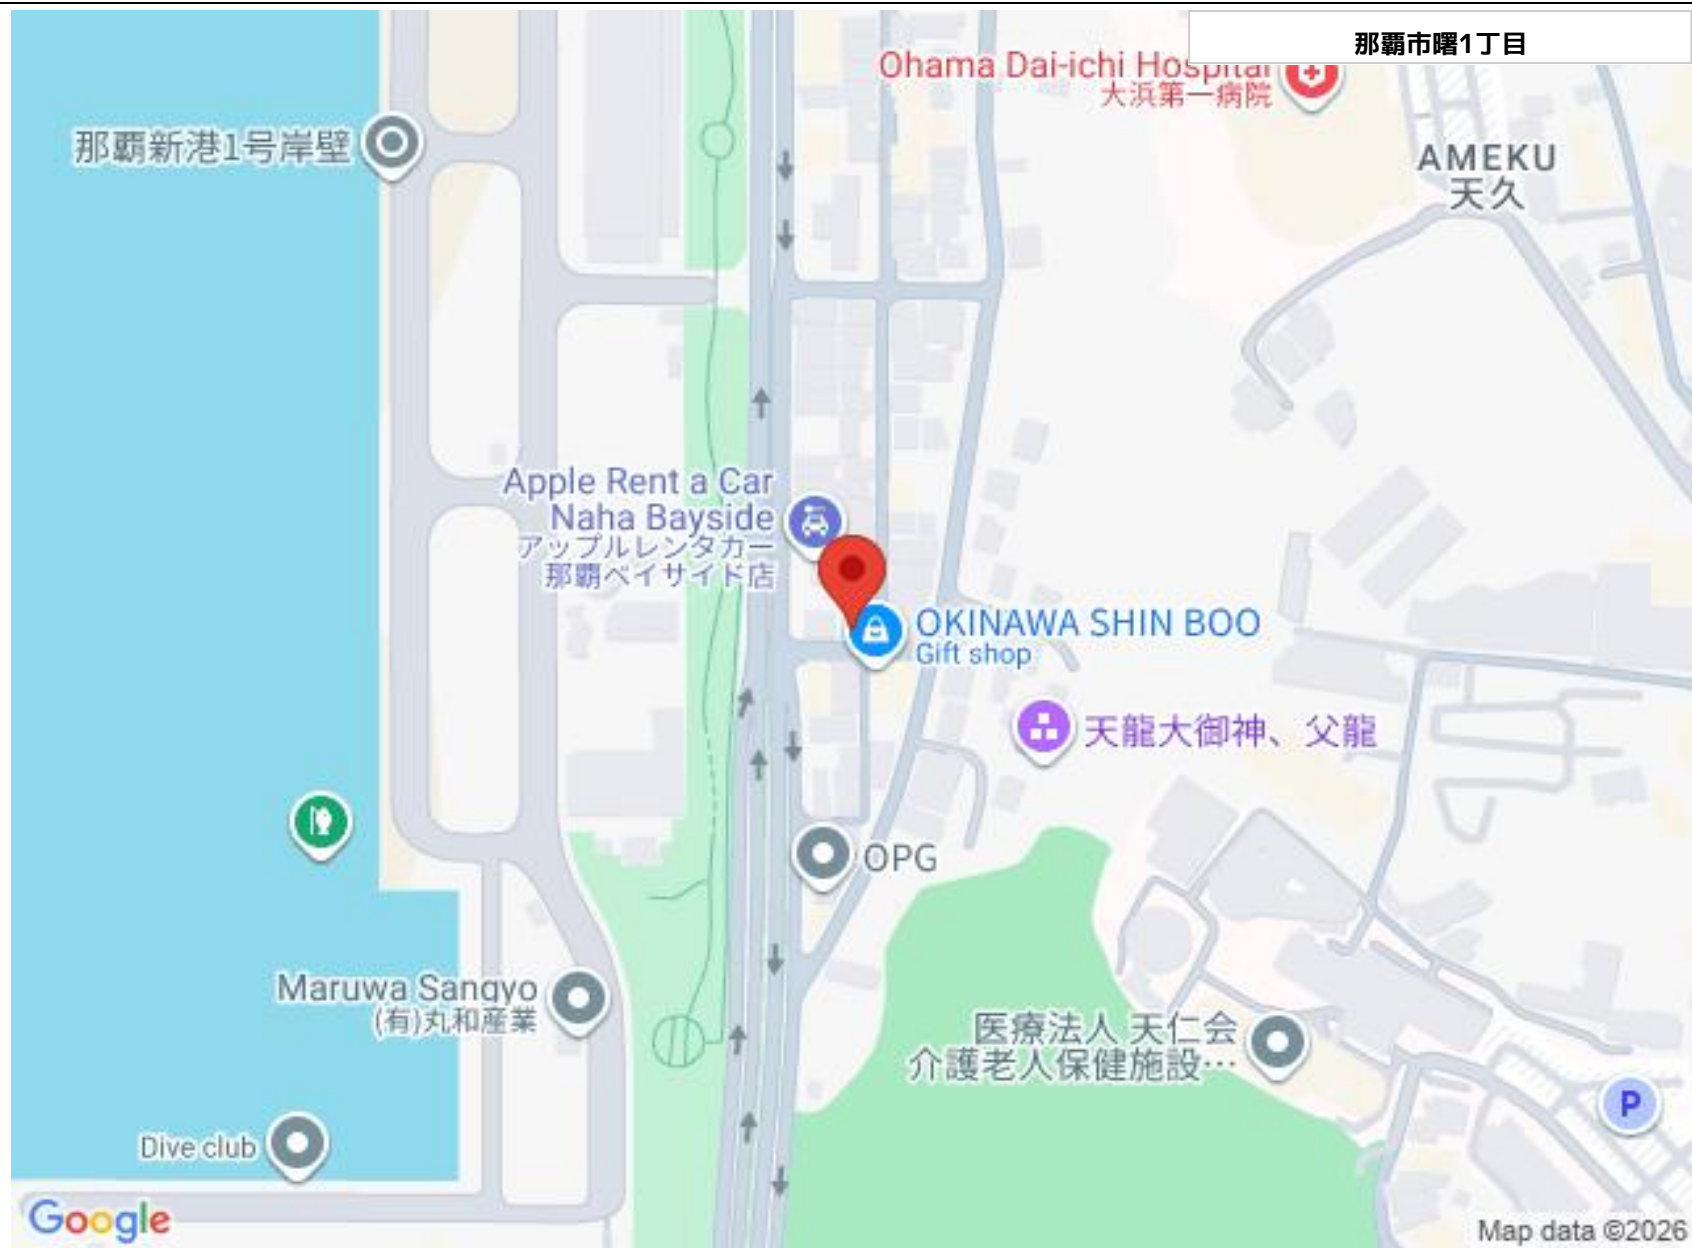 那覇市曙1丁目
Ohama Dai-ichi Hospital
大浜第一病院
那覇新港1号岸壁
AMEKU
天久
Apple Rent a Car
Naha Bayside
アップルレンタカー
那覇ベイサイド店
OKINAWA SHIN BOO
Gift shop
天龍大御神、父龍
OPG
Maruwa Sangyo
(有)丸和産業
医療法人 天仁会
介護老人保健施設…
P
Dive club
Google
Map data ©2026